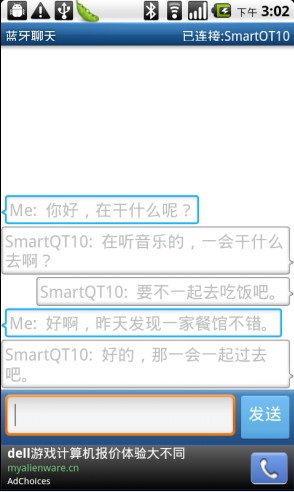 下午 3:02
蓝牙聊天
已连接:SmartQT10
Me: 你好，在干什么呢？
SmartQT10: 在听音乐的，一会干什么
去啊？
SmartQT10: 要不一起去吃饭吧。
Me: 好啊，昨天发现一家餐馆不错。
SmartQT10: 好的，那一会一起过去
吧。
发送
dell游戏计算机报价体验大不同
myalienware.cn
AdChoices